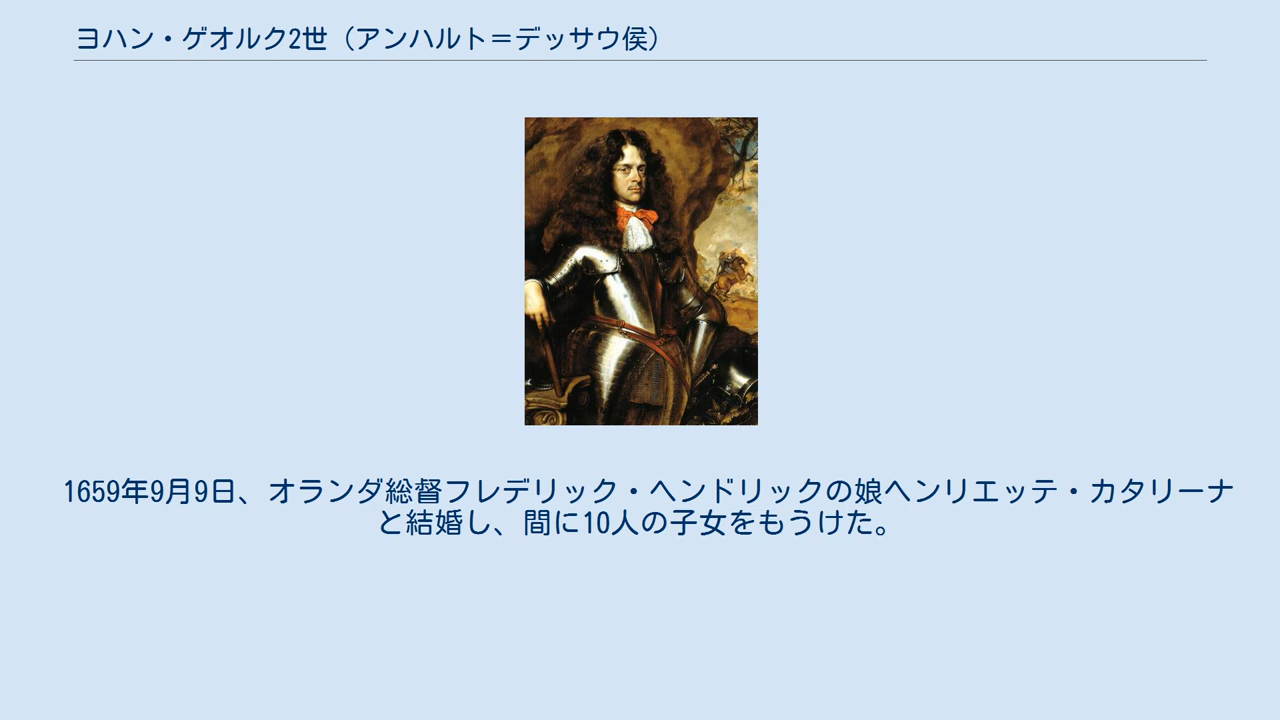 ヨハン・ゲオルク2世（アンハルト＝デッサウ侯）
1659年9月9日、オランダ総督フレデリック・ヘンドリックの娘ヘンリエッテ・カタリーナ
と結婚し、間に10人の子女をもうけた。